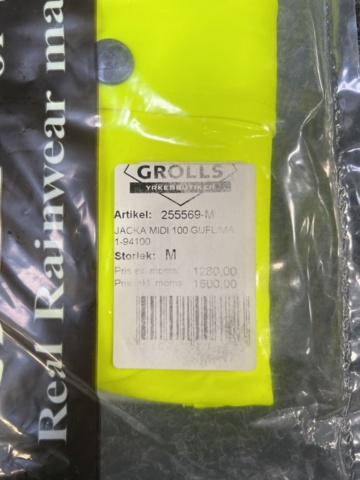 GROLLS
YRKESBUTIKER
Artikel: 255569-M
JACKA MIDI 100 GUFL/MA
1-94100
Storlek: M
Pris ex. moms: 1280,00
Pris inkl. moms: 1600,00
Real Rainwear ma